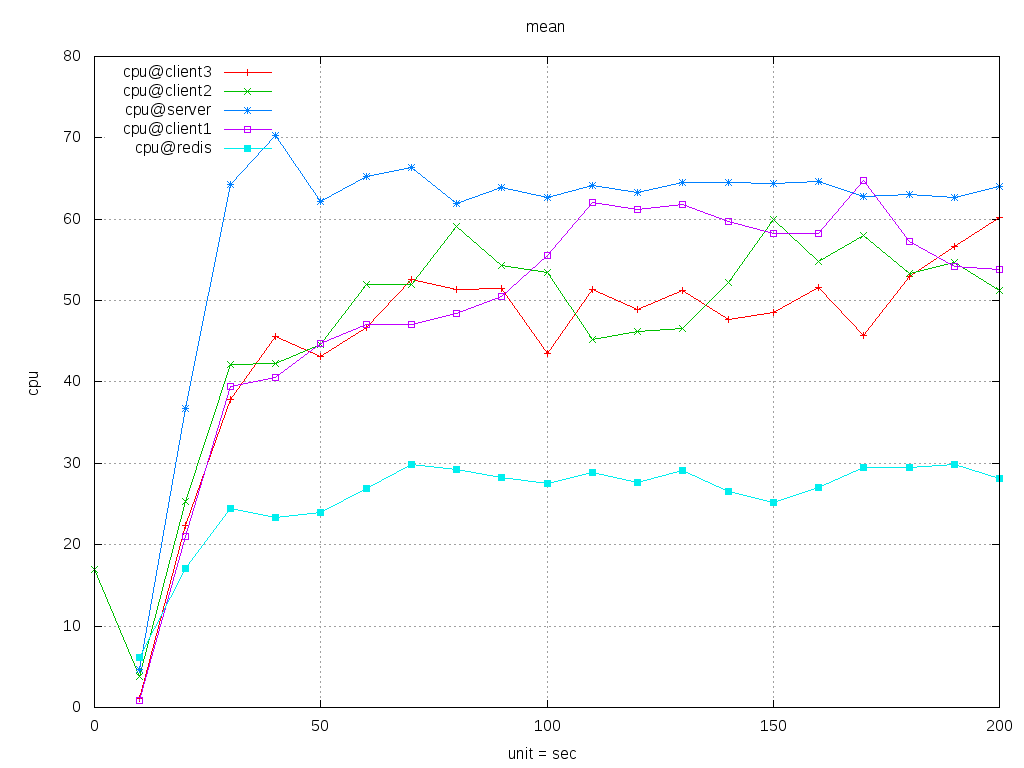 mean
80
70
60
50
40
30
20
10
0
cpu
cpu@client3
cpu@client2
cpu@server
cpu@client1
cpu@redis
0 50 100 150 200
unit = sec